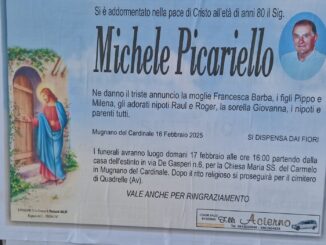 Si è addormentato nella pace di Cristo all'età di anni 80 il Sig.
Michele Picariello
Ne danno il triste annuncio la moglie Francesca Barba, i figli Pippo e
Milena, gli adorati nipoti Raul e Roger, la sorella Giovanna, i nipoti e
parenti tutti.
Mugnano del Cardinale 16 Febbraio 2025
SI DISPENSA DAI FIORI
I funerali avranno luogo domani 17 febbraio alle ore 16:00 partendo dalla
casa dell'estinto in via De Gasperi n.6, per la Chiesa Maria SS. del Carmelo
in Mugnano del Cardinale. Dopo il rito religioso si proseguirà per il cimitero
di Quadrelle (Av).
VALE ANCHE PER RINGRAZIAMENTO
F.lli Acierno